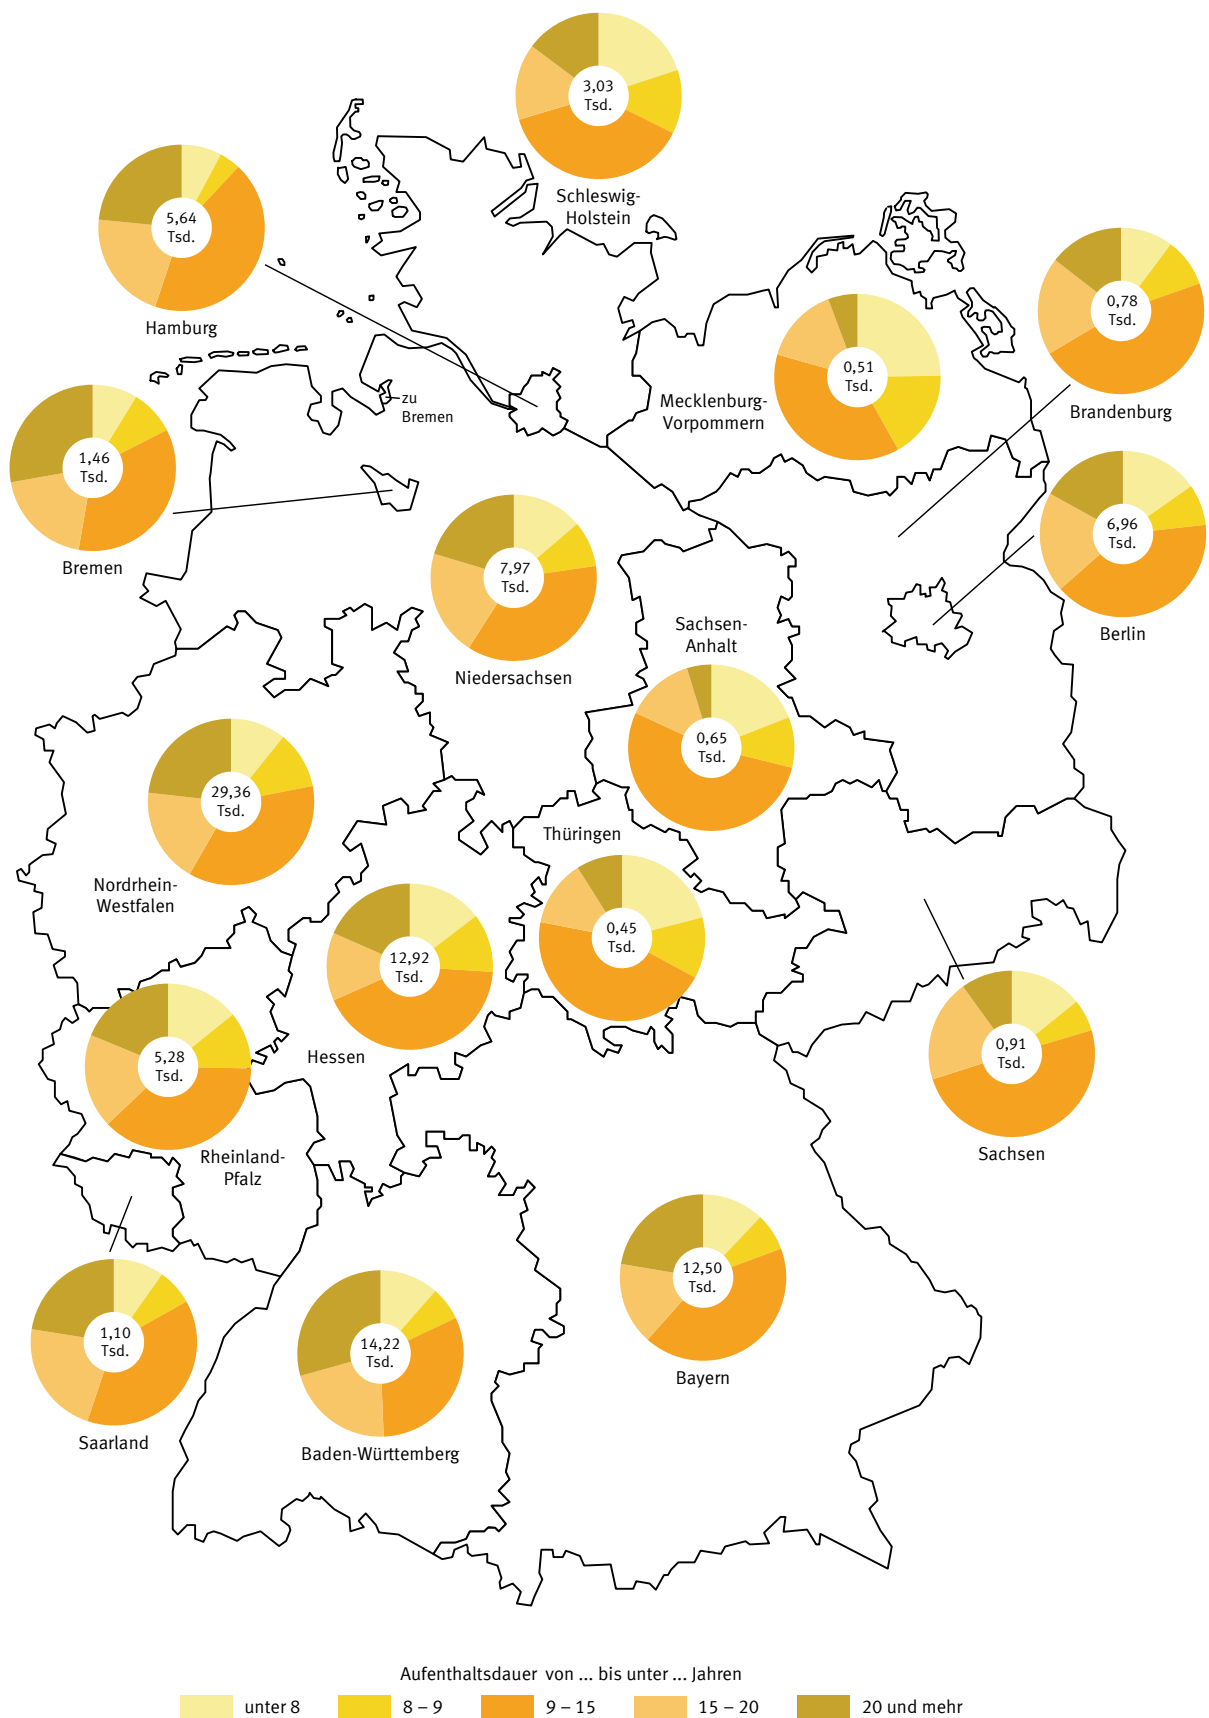 3,03
Tsd.
Schleswig-
Holstein
5,64
Tsd.
Hamburg
0,78
Tsd.
Brandenburg
0,51
Tsd.
Mecklenburg-
Vorpommern
zu
Bremen
1,46
Tsd.
Bremen
6,96
Tsd.
Berlin
7,97
Tsd.
Niedersachsen
Sachsen-
Anhalt
0,65
Tsd.
29,36
Tsd.
Nordrhein-
Westfalen
Thüringen
0,45
Tsd.
12,92
Tsd.
Hessen
5,28
Tsd.
Rheinland-
Pfalz
0,91
Tsd.
Sachsen
12,50
Tsd.
Bayern
1,10
Tsd.
Saarland
14,22
Tsd.
Baden-Württemberg
Aufenthaltsdauer von ... bis unter ... Jahren
unter 8
8 – 9
9 – 15
15 – 20
20 und mehr